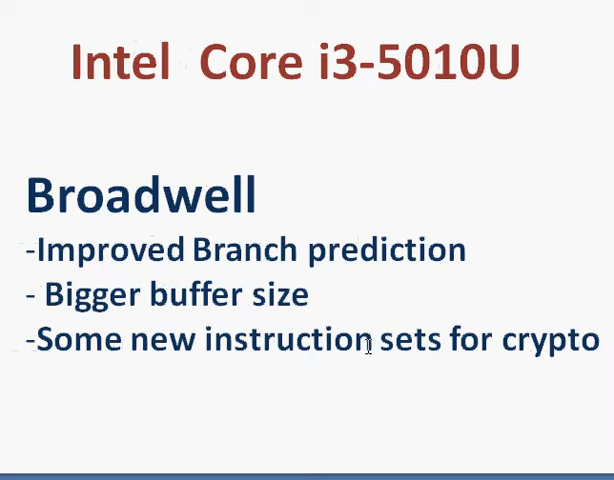 Intel Core i3-5010U
Broadwell
-Improved Branch prediction
- Bigger buffer size
-Some new instruction sets for crypto